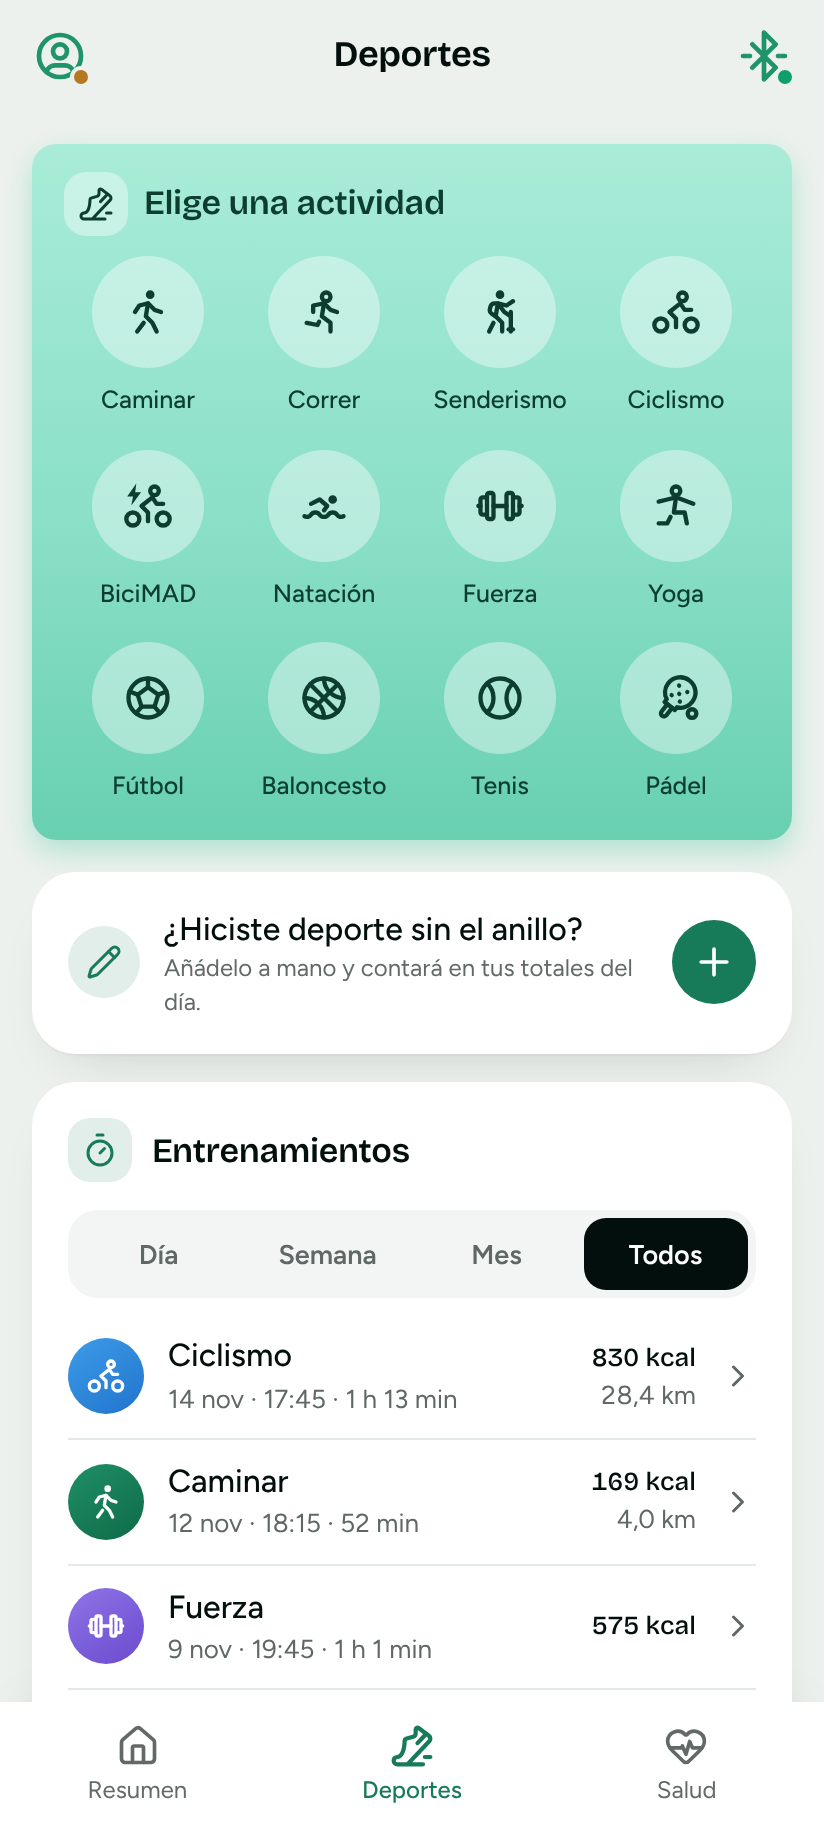 Deportes
Elige una actividad
Caminar
Correr
Senderismo
Ciclismo
BiciMAD
Natación
Fuerza
Yoga
Fútbol
Baloncesto
Tenis
Pádel
¿Hiciste deporte sin el anillo?
Añádelo a mano y contará en tus totales del
día.
Entrenamientos
Día
Semana
Mes
Todos
Ciclismo
830 kcal
14 nov · 17:45 · 1 h 13 min
28,4 km
Caminar
169 kcal
12 nov · 18:15 · 52 min
4,0 km
Fuerza
575 kcal
9 nov · 19:45 · 1 h 1 min
Resumen
Deportes
Salud